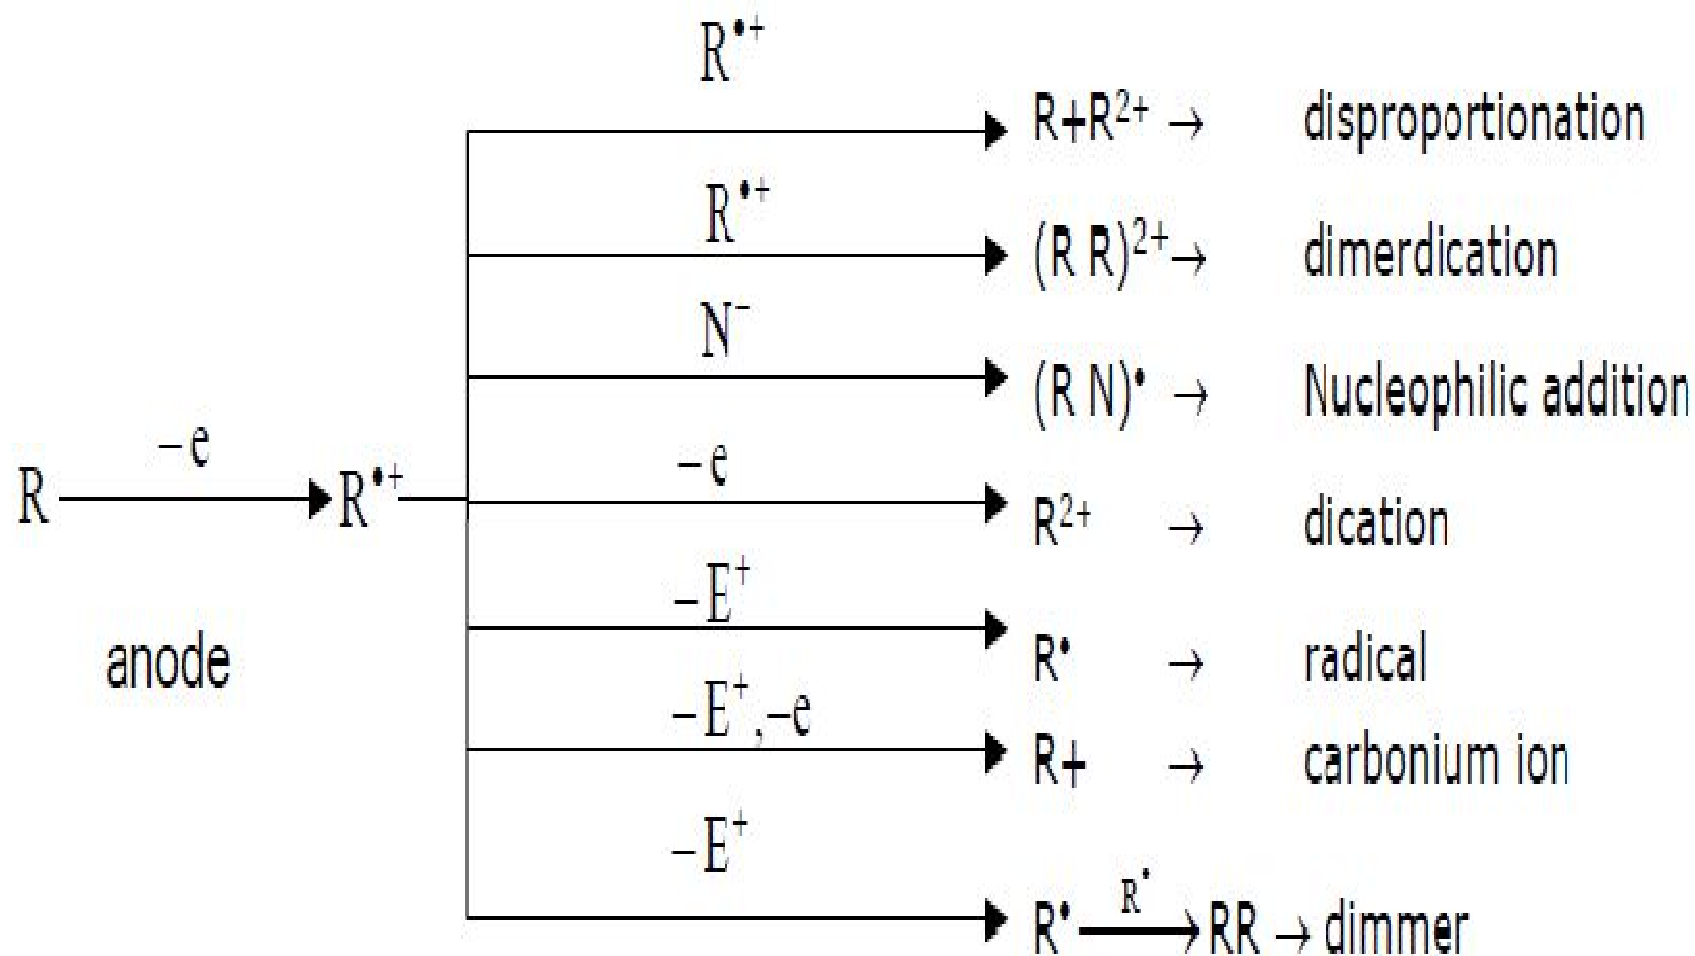 R•+
R+R2+ → disproportionation
R•+
(R R)2+ → dimerdication
N−
(R N)• → Nucleophilic addition
−e
−e
R R•+
R2+ → dication
−E+
anode
R• → radical
−E+,−e
R+ → carbonium ion
−E+
R•
R• → RR → dimmer